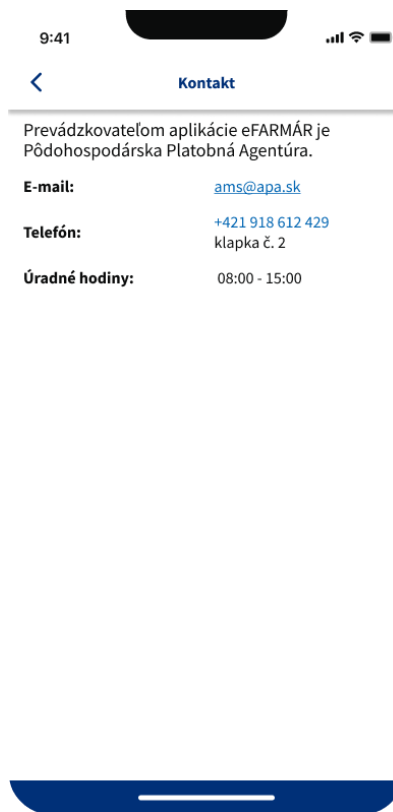 9:41
Kontakt
Prevádzkovateľom aplikácie eFARMÁR je
Pôdohospodárska Platobná Agentúra.
E-mail: ams@apa.sk
Telefón: +421 918 612 429
klapka č. 2
Úradné hodiny: 08:00 - 15:00